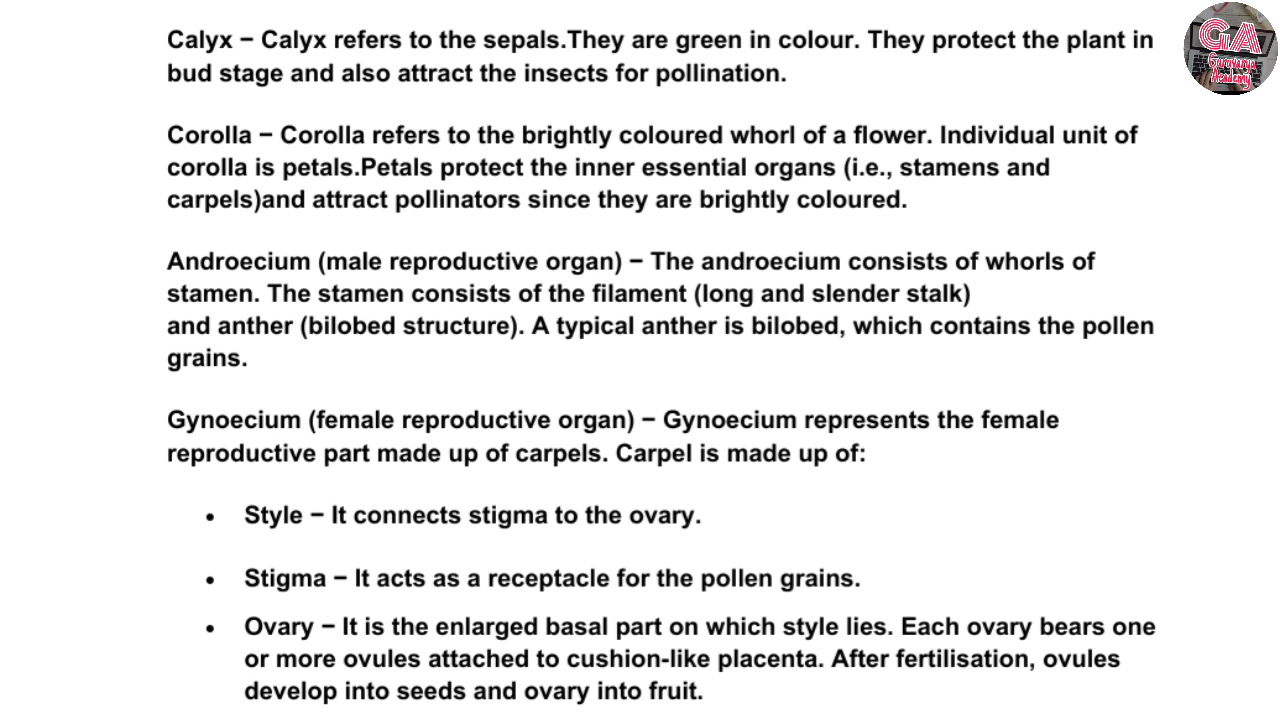 Calyx − Calyx refers to the sepals.They are green in colour. They protect the plant in
bud stage and also attract the insects for pollination.
Corolla − Corolla refers to the brightly coloured whorl of a flower. Individual unit of
corolla is petals.Petals protect the inner essential organs (i.e., stamens and
carpels)and attract pollinators since they are brightly coloured.
Androecium (male reproductive organ) − The androecium consists of whorls of
stamen. The stamen consists of the filament (long and slender stalk)
and anther (bilobed structure). A typical anther is bilobed, which contains the pollen
grains.
Gynoecium (female reproductive organ) − Gynoecium represents the female
reproductive part made up of carpels. Carpel is made up of:
• Style − It connects stigma to the ovary.
• Stigma − It acts as a receptacle for the pollen grains.
• Ovary − It is the enlarged basal part on which style lies. Each ovary bears one
or more ovules attached to cushion-like placenta. After fertilisation, ovules
develop into seeds and ovary into fruit.
GA
Academy